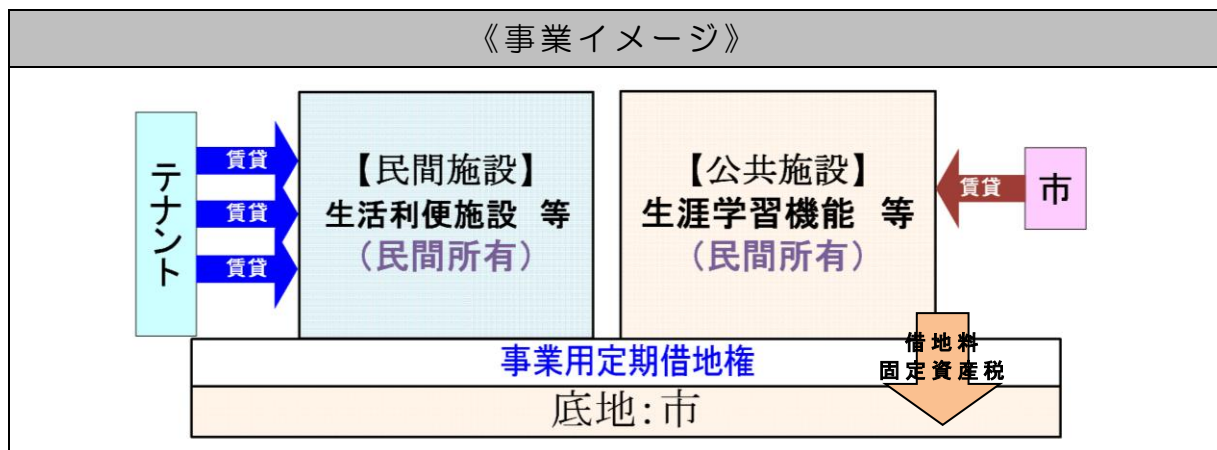 《事業イメージ》
テナント
賃貸
賃貸
賃貸
【民間施設】
生活利便施設 等
(民間所有)
【公共施設】
生涯学習機能 等
(民間所有)
賃貸
市
事業用定期借地権
借地料
固定資産税
底地:市